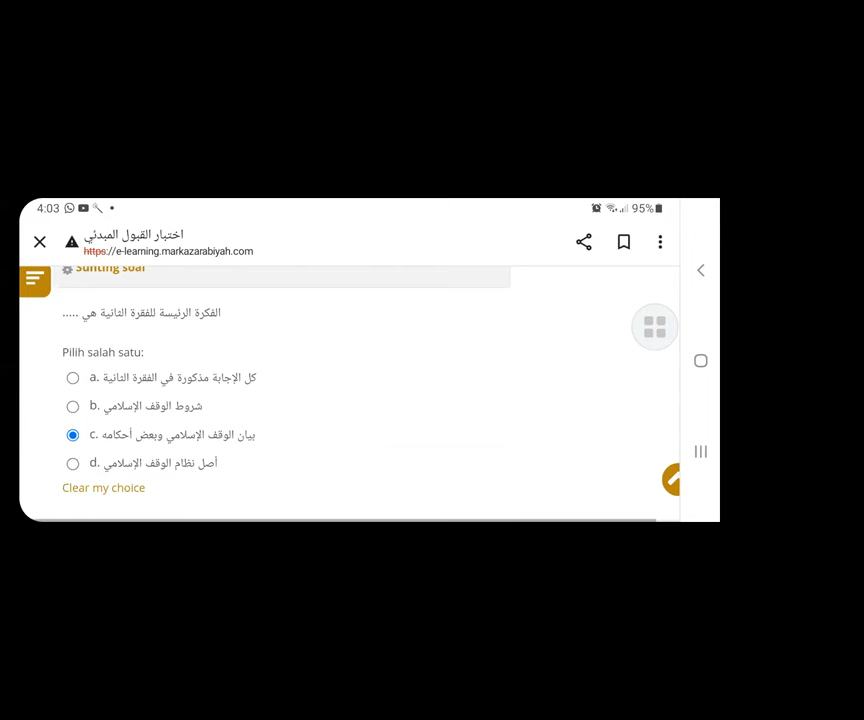 4:03
95%
اختبار القبول المبدئي
https://e-learning.markazarabiyah.com
Sunting soal
الفكرة الرئيسة للفقرة الثانية هي .....
Pilih salah satu:
a. كل الإجابة مذكورة في الفقرة الثانية
b. شروط الوقف الإسلامي
c. بيان الوقف الإسلامي وبعض أحكامه
d. أصل نظام الوقف الإسلامي
Clear my choice